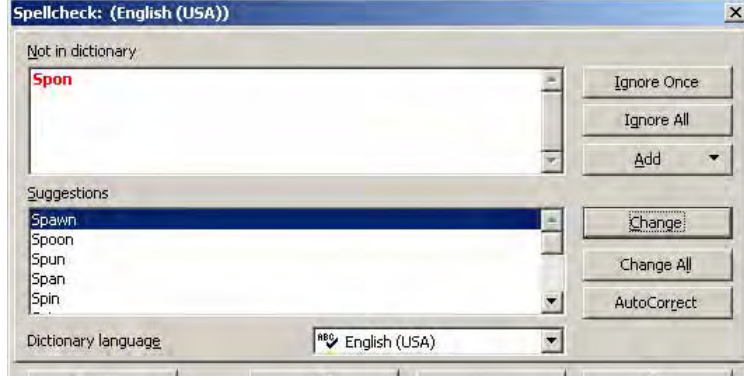 Spellcheck: (English (USA))
Not in dictionary
Spon
Ignore Once
Ignore All
Add
Suggestions
Spawn
Spoon
Spun
Span
Spin
Change
Change All
AutoCorrect
Dictionary language
ABC English (USA)